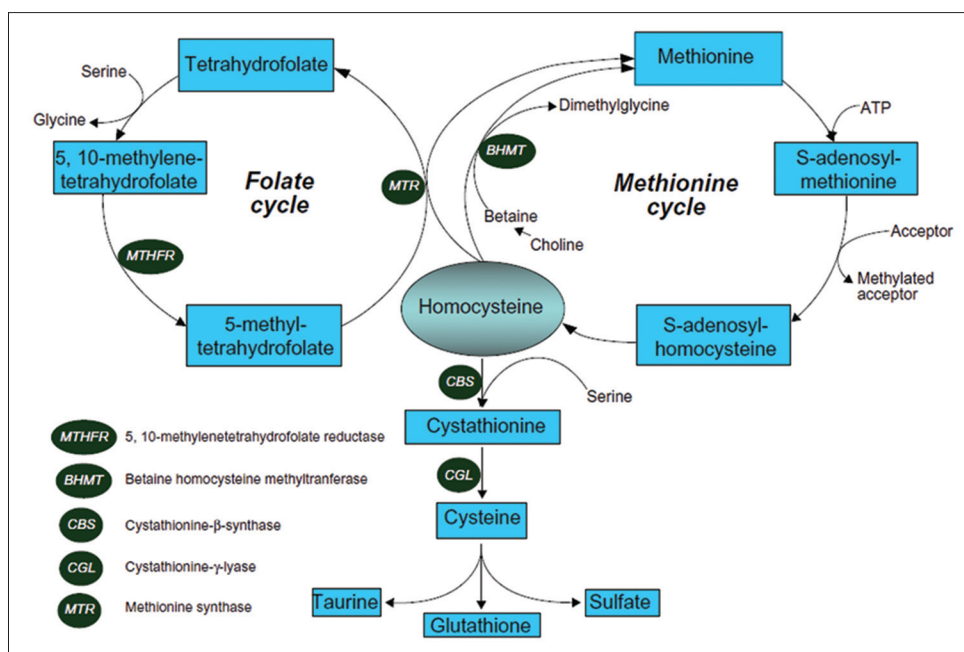 Tetrahydrofolate
Serine
Glycine
5, 10-methylene-
tetrahydrofolate
Folate
cycle
MTHFR
5-methyl-
tetrahydrofolate
MTR
Methionine
Dimethylglycine
BHMT
Betaine
Choline
Methionine
cycle
ATP
S-adenosyl-
methionine
Acceptor
Methylated
acceptor
S-adenosyl-
homocysteine
Homocysteine
CBS
Serine
Cystathionine
CGL
Cysteine
Taurine
Glutathione
Sulfate
MTHFR 5, 10-methylenetetrahydrofolate reductase
BHMT Betaine homocysteine methyltranferase
CBS Cystathionine-β-synthase
CGL Cystathionine-γ-lyase
MTR Methionine synthase